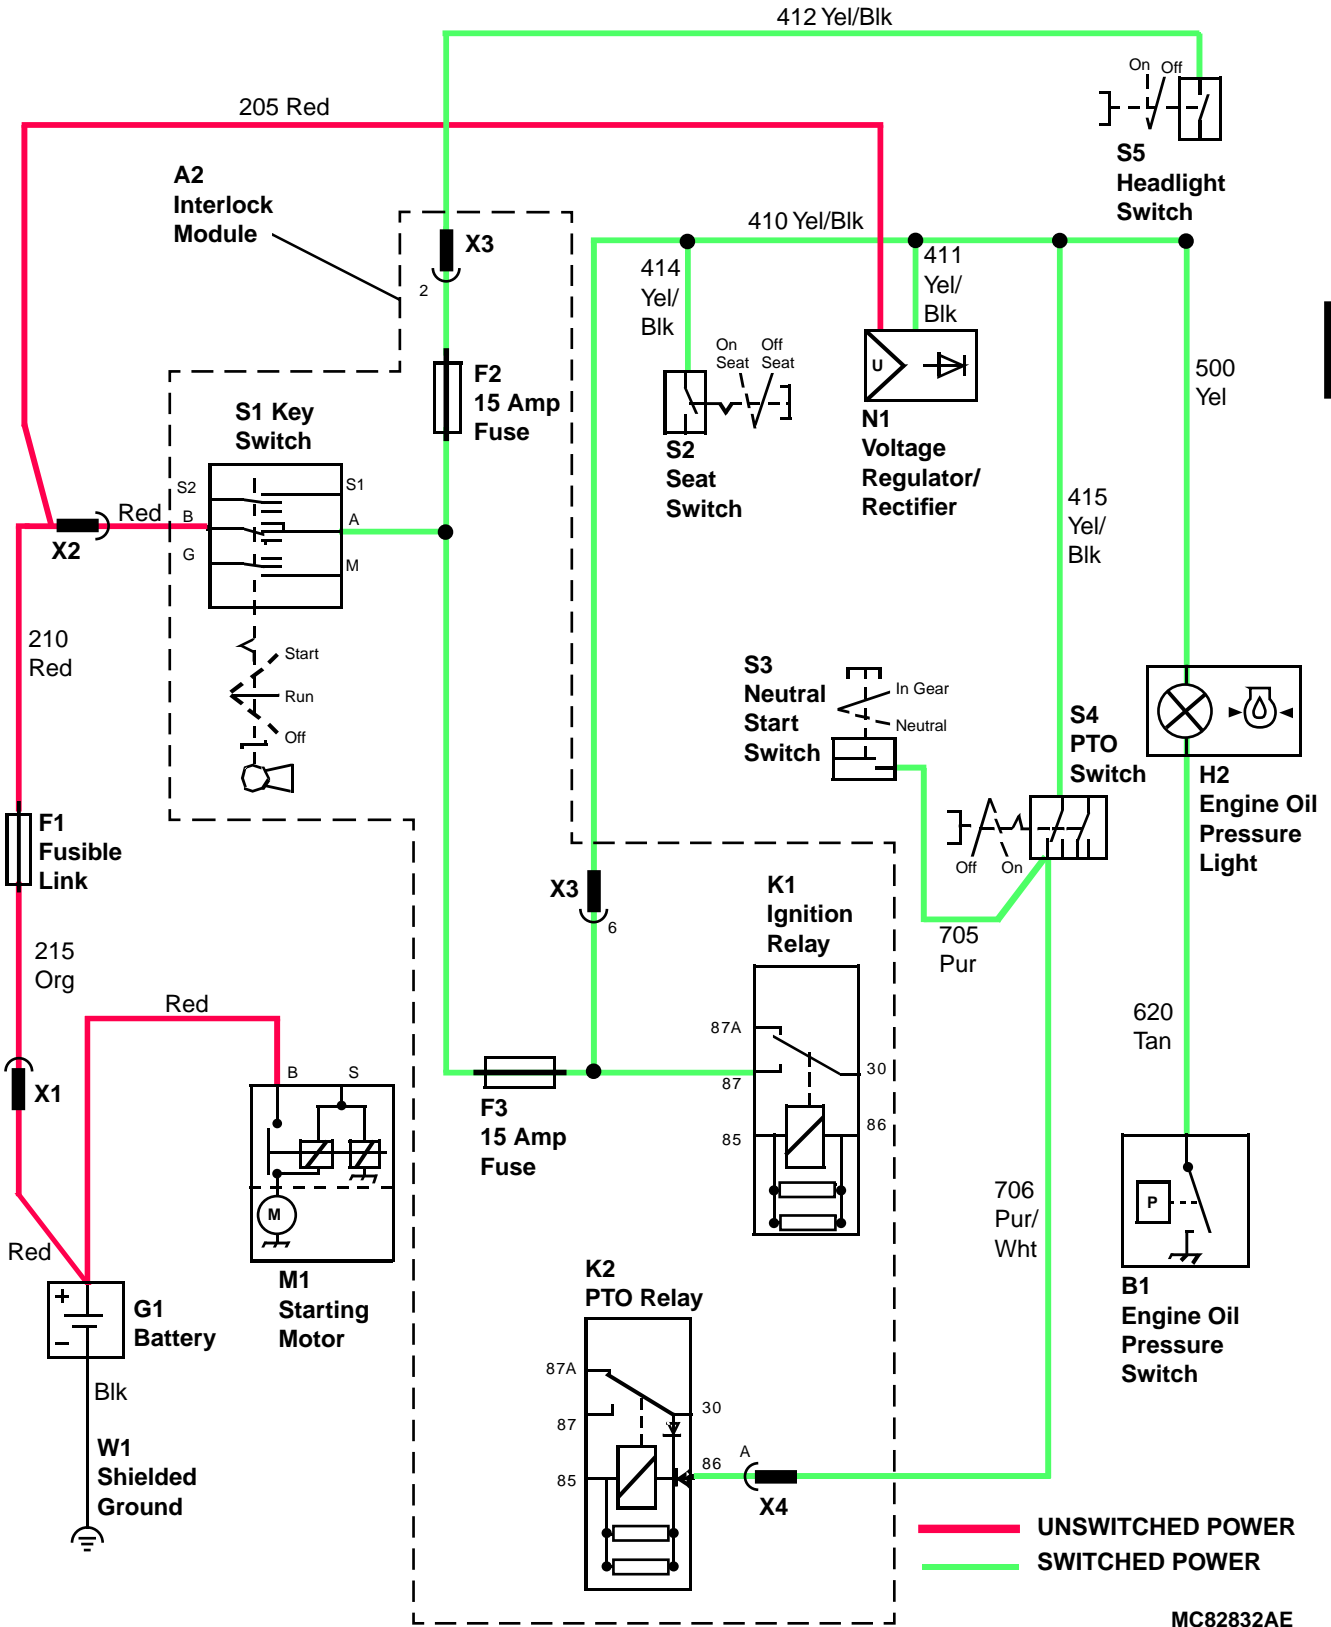 412 Yel/Blk
On Off
205 Red
S5
Headlight
Switch
A2
Interlock
Module
410 Yel/Blk
X3
2
414
Yel/
Blk
411
Yel/
Blk
On
Seat
Off
Seat
U
F2
15 Amp
Fuse
500
Yel
S1 Key
Switch
N1
Voltage
Regulator/
Rectifier
S2
Seat
Switch
S2
S1
B
A
G
M
Red
X2
415
Yel/
Blk
210
Red
Start
Run
Off
S3
Neutral
Start
Switch
In Gear
Neutral
S4
PTO
Switch
H2
Engine Oil
Pressure
Light
F1
Fusible
Link
Off
On
X3
6
K1
Ignition
Relay
705
Pur
215
Org
Red
620
Tan
87A
87
30
85
86
X1
B
S
M
F3
15 Amp
Fuse
706
Pur/
Wht
P
Red
+
–
G1
Battery
M1
Starting
Motor
K2
PTO Relay
B1
Engine Oil
Pressure
Switch
87A
87
30
85
86
A
X4
Blk
W1
Shielded
Ground
UNSWITCHED POWER
SWITCHED POWER
MC82832AE